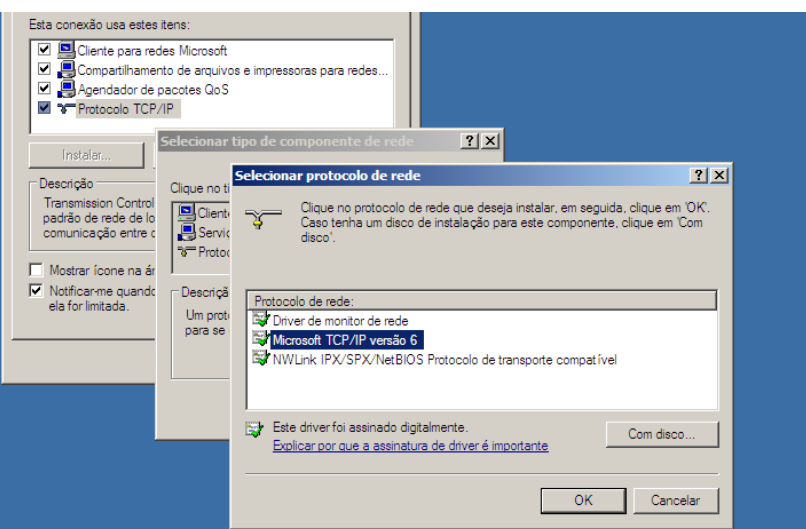 Esta conexão usa estes itens:
Cliente para redes Microsoft
Compartilhamento de arquivos e impressoras para redes...
Agendador de pacotes QoS
Protocolo TCP/IP
Instalar...
Descrição
Transmission Control
padrão de rede de
comunicação entre
Mostrar ícone na
Notificar-me quando
ela for limitada.
Selecionar tipo de componente de rede
Clique no
Descriçã
Um
para se
Selecionar protocolo de rede
Clique no protocolo de rede que deseja instalar, em seguida, clique em 'OK'.
Caso tenha um disco de instalação para este componente, clique em 'Com
disco'.
Protocolo de rede:
Driver de monitor de rede
Microsoft TCP/IP versão 6
NWLink IPX/SPX/NetBIOS Protocolo de transporte compatível
Este driver foi assinado digitalmente.
Explicar por que a assinatura de driver é importante
Com disco...
OK
Cancelar